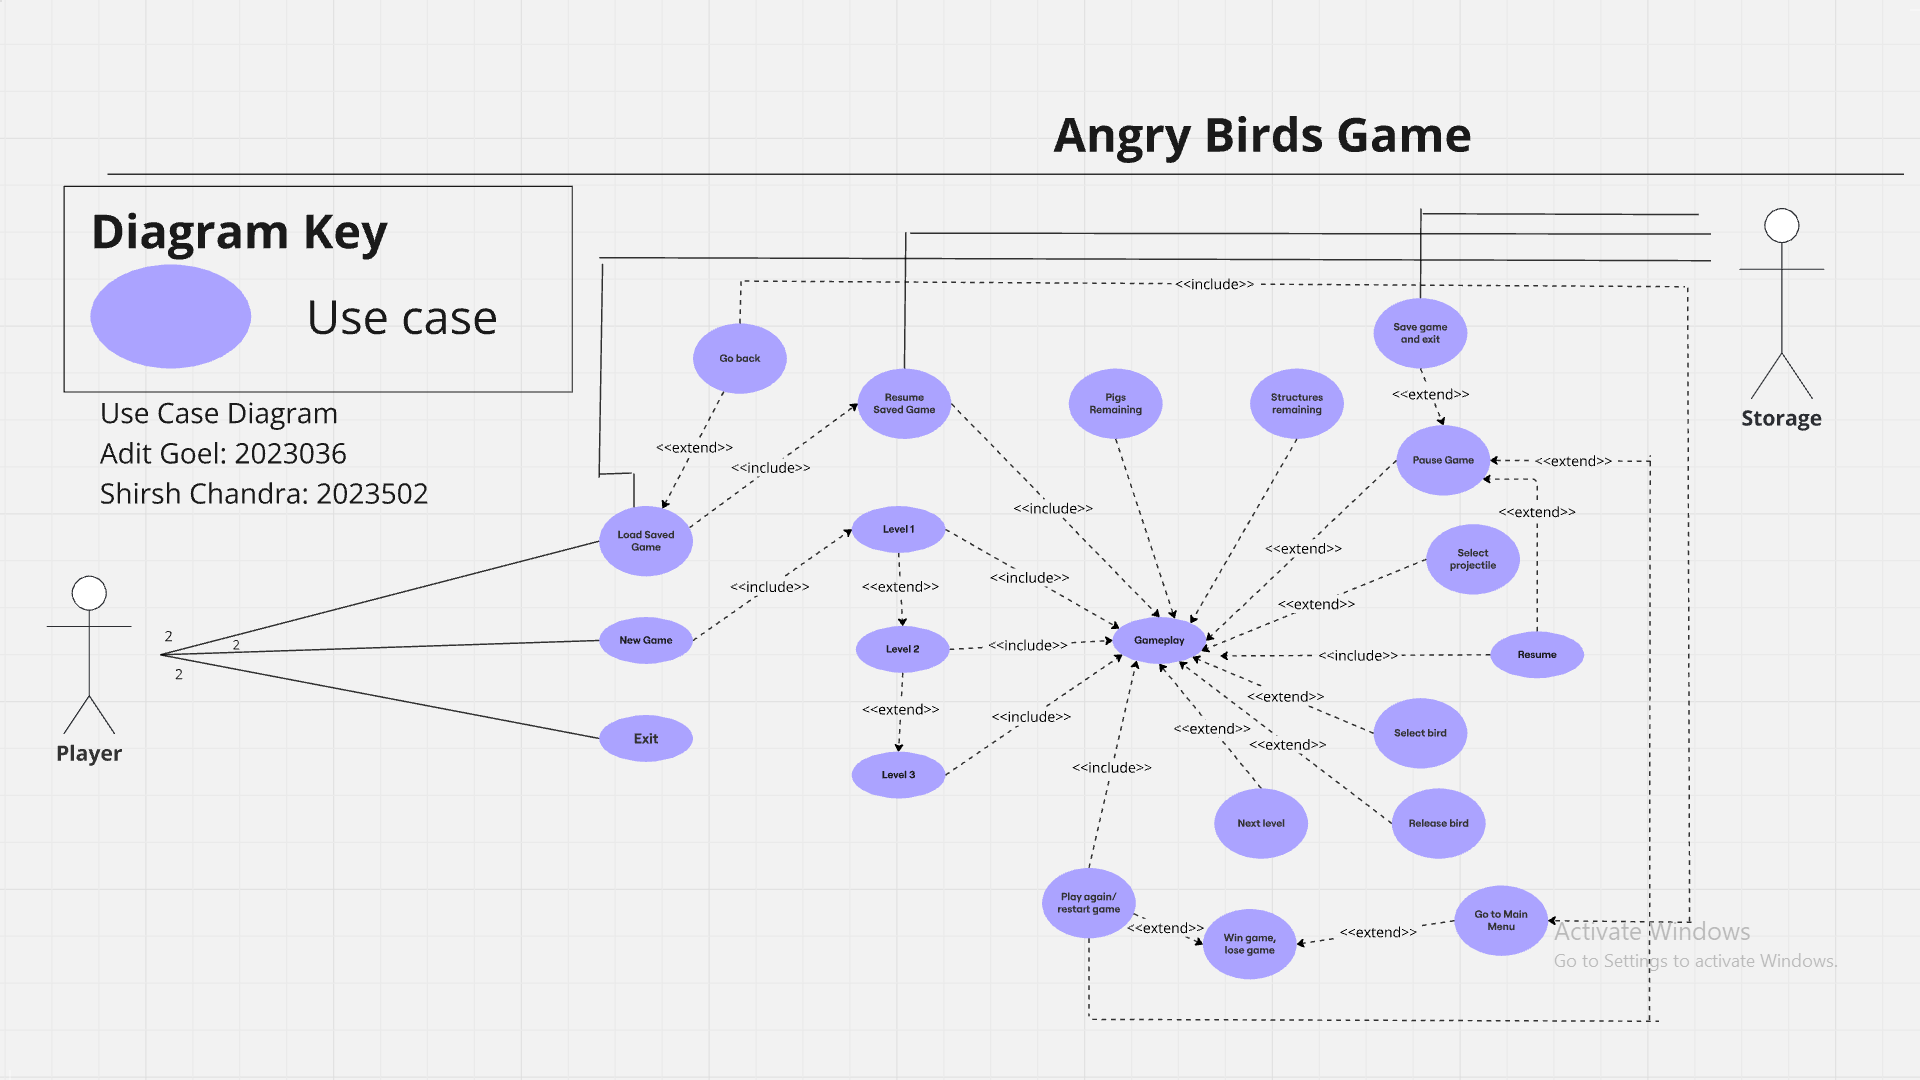 Angry Birds Game
Diagram Key
Use case
Use Case Diagram
Adit Goel: 2023036
Shirsh Chandra: 2023502
<<include>>
Go back
Save game
and exit
Resume
Saved Game
Pigs
Remaining
Structures
remaining
<<extend>>
Storage
<<extend>>
<<include>>
Pause Game
<<extend>>
<<include>>
<<extend>>
Load Saved
Game
Level 1
<<extend>>
Select
projectile
<<include>>
<<extend>>
<<include>>
<<extend>>
2
2
2
New Game
Level 2
<<include>>
Gameplay
<<include>>
Resume
<<extend>>
<<extend>>
<<include>>
<<extend>>
Select bird
<<extend>>
Exit
Player
Level 3
<<include>>
Next level
Release bird
Play again/
restart game
<<extend>>
Win game,
lose game
<<extend>>
Go to Main
Menu
Activate Windows
Go to Settings to activate Windows.